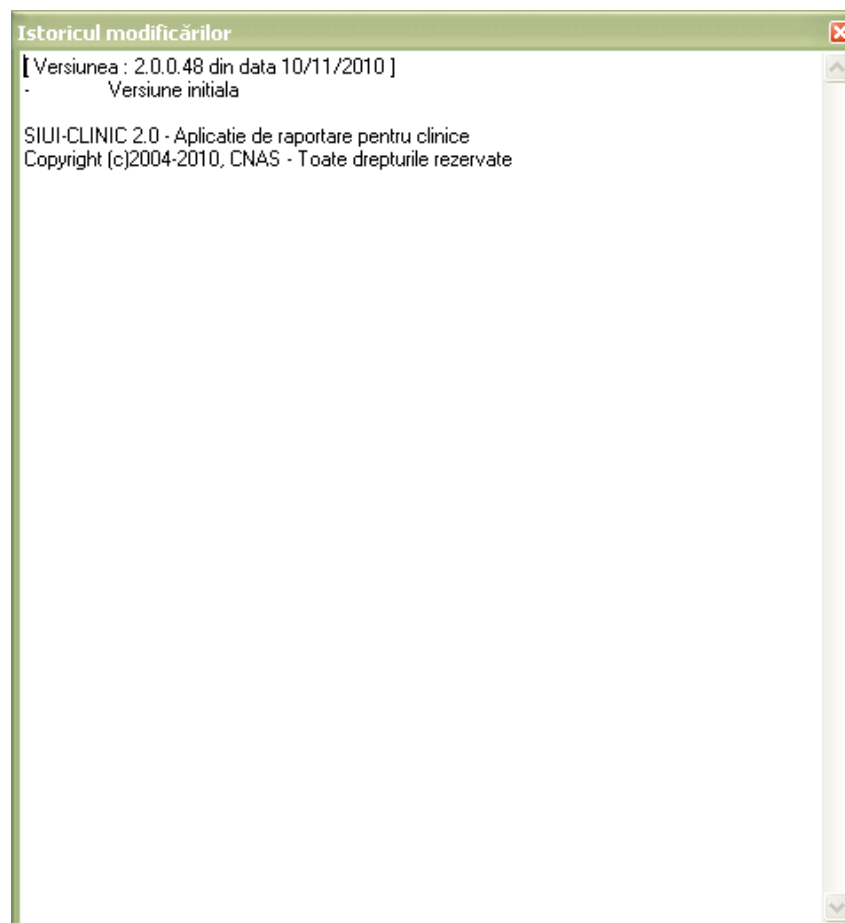 Istoricul modificărilor
[ Versiunea : 2.0.0.48 din data 10/11/2010 ]
- Versiune initiala
SIUI-CLINIC 2.0 - Aplicatie de raportare pentru clinice
Copyright (c)2004-2010, CNAS - Toate drepturile rezervate